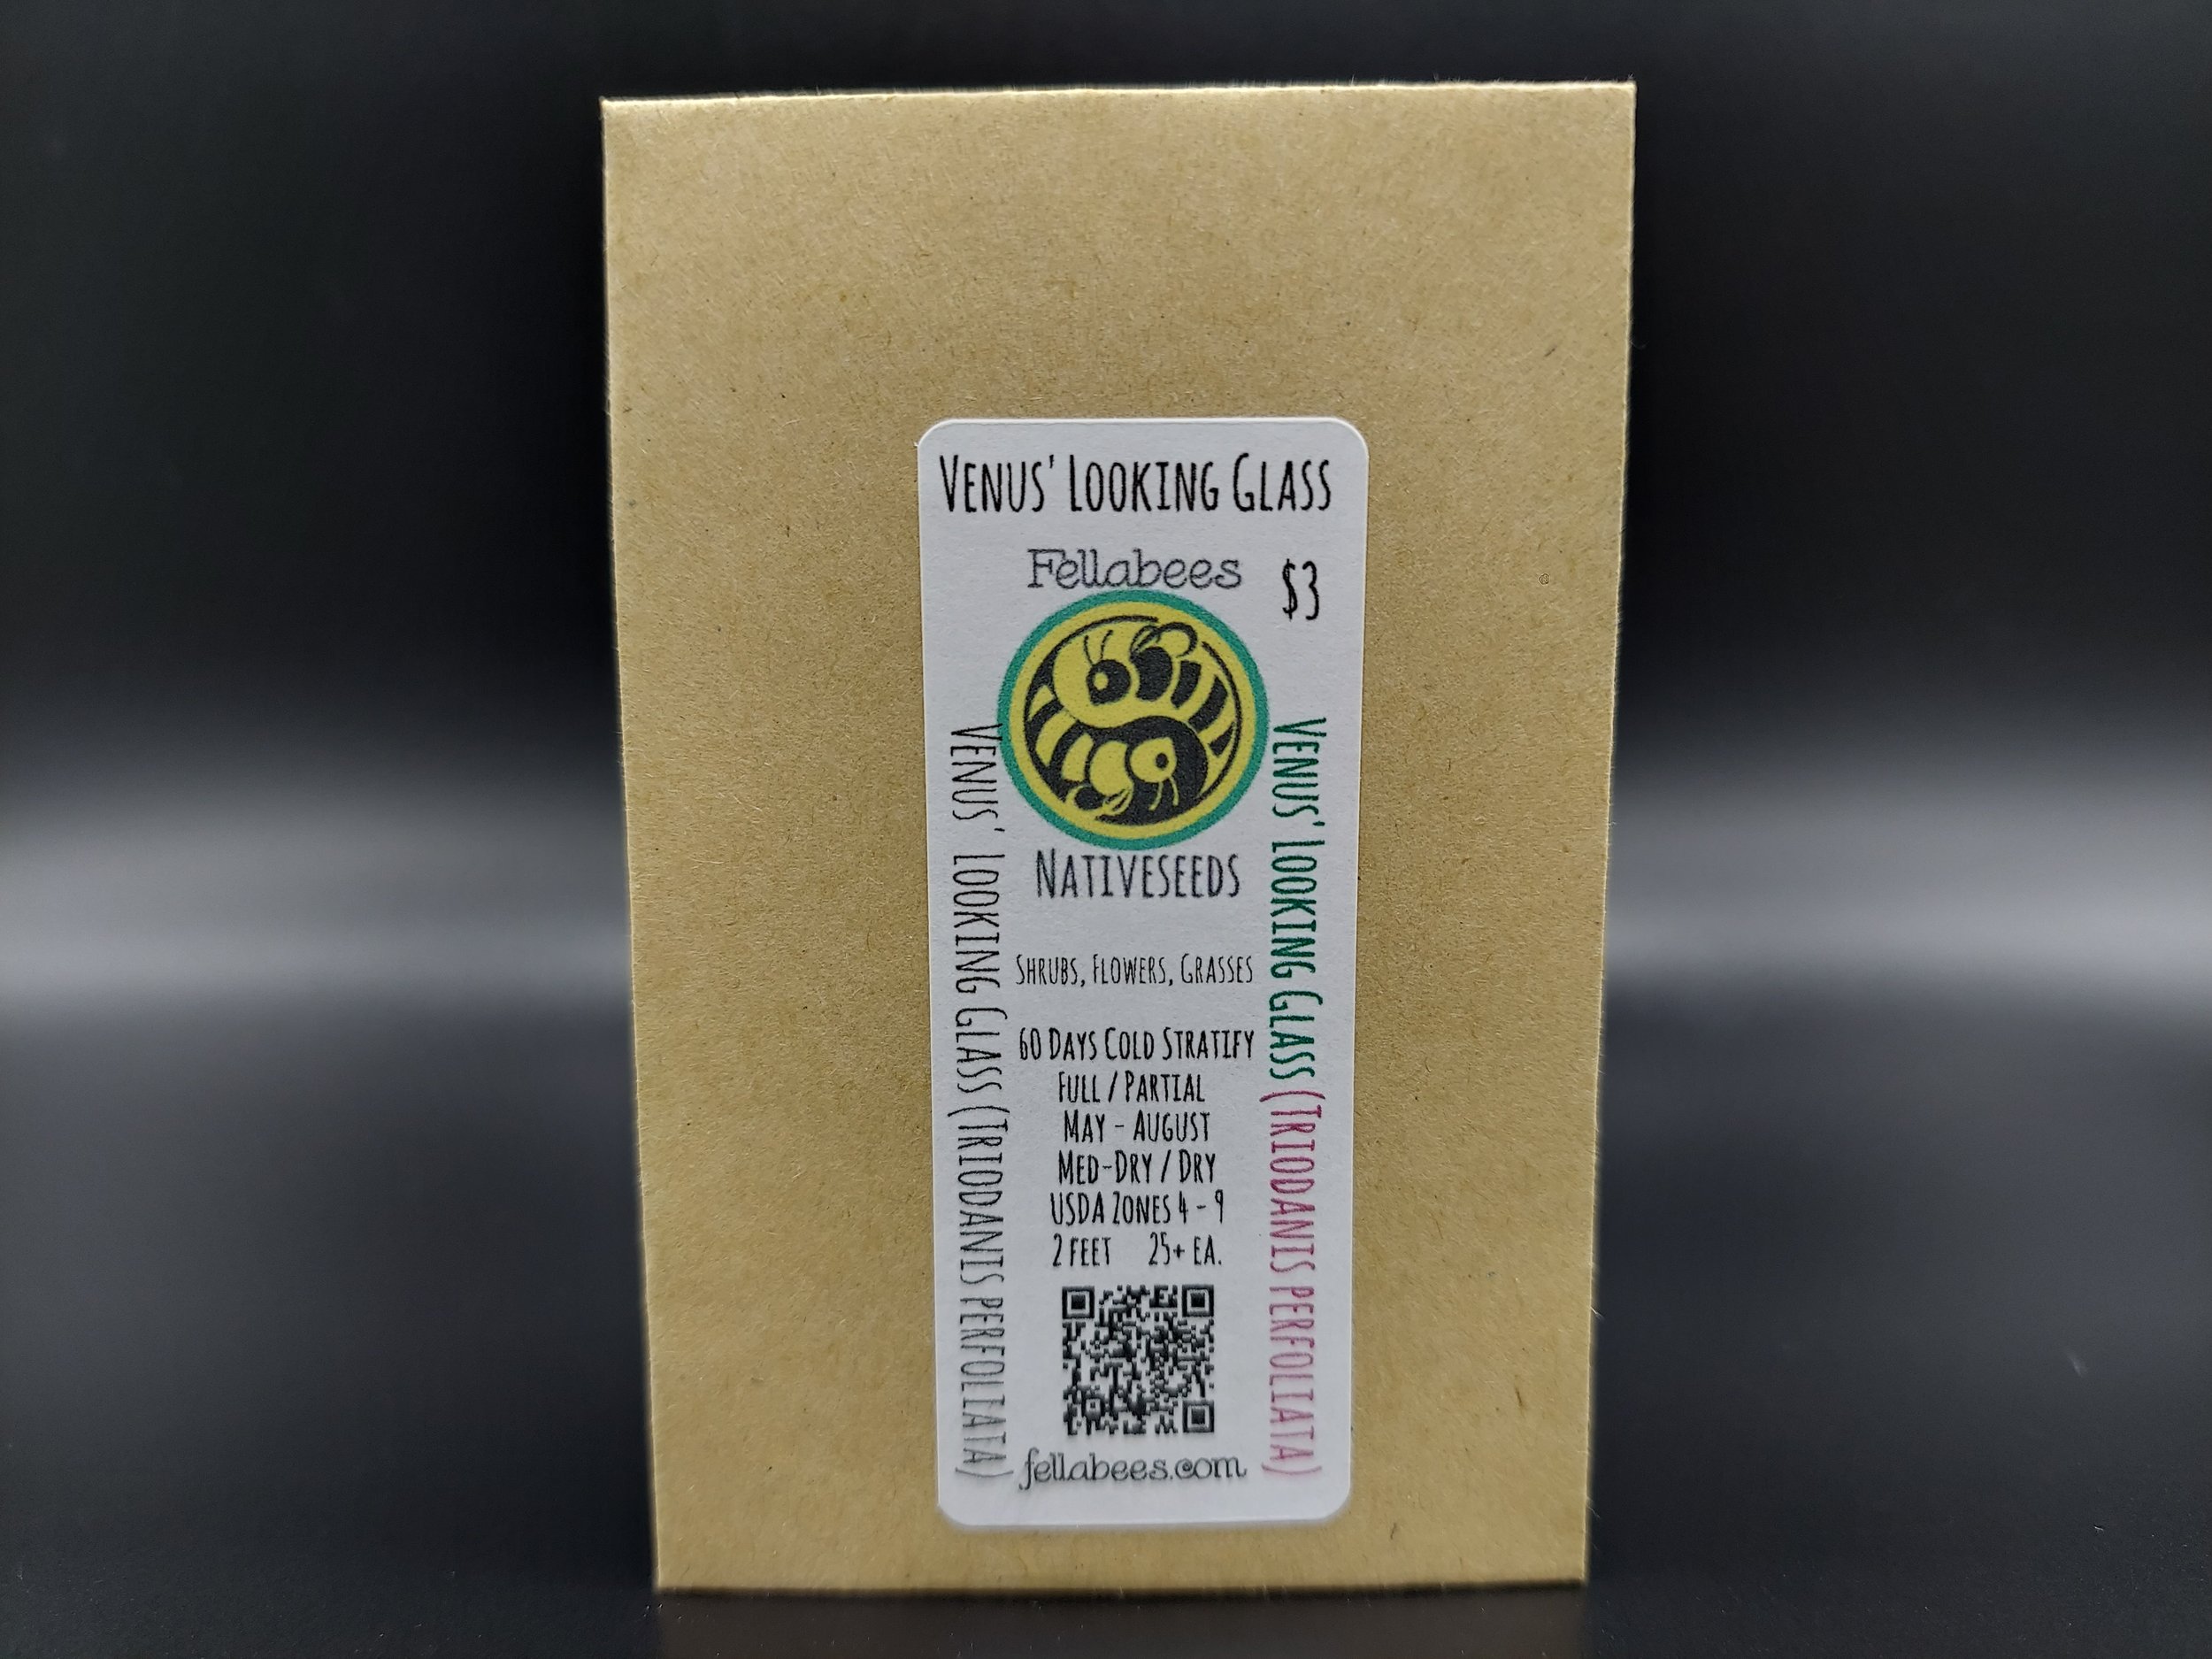 Venus' Looking Glass
Fellabees
$3
Nativeseeds
Shrubs, Flowers, Grasses
60 Days Cold Stratify
Full / Partial
May - August
Med-Dry / Dry
USDA Zones 4 - 9
2 feet 25+ ea.
fellabees.com
Venus' Looking Glass (Triodanis perfoliata)
Venus' Looking Glass (Triodanis perfoliata)